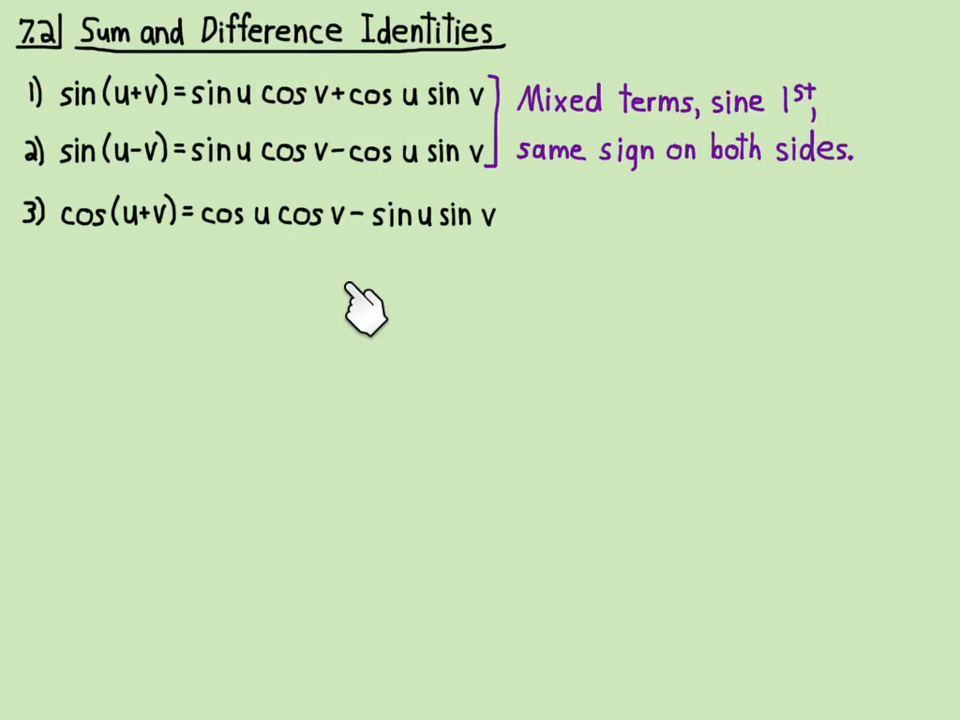 7.2 Sum and Difference Identities
1) sin(u+v)=sin u cos v+cos u sin v
2) sin(u-v)=sin u cos v-cos u sin v
Mixed terms, sine 1st,
same sign on both sides.
3) cos(u+v)=cos u cos v-sin u sin v